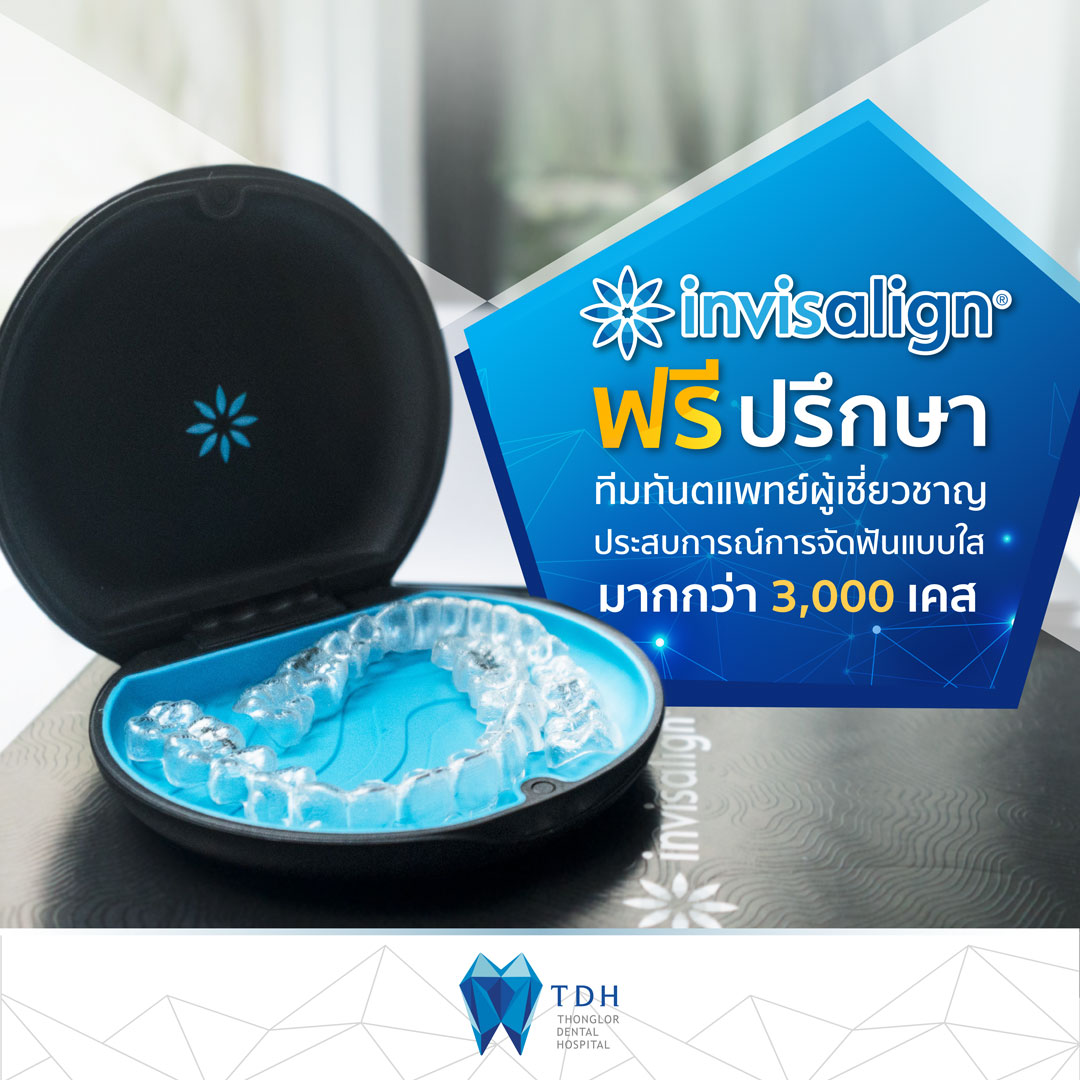 invisalign®
ฟรี ปรึกษา
ทีมทันตแพทย์ผู้เชี่ยวชาญ
ประสบการณ์การจัดฟันแบบใส
มากกว่า 3,000 เคส
invisalign
TDH
THONGLOR
DENTAL
HOSPITAL